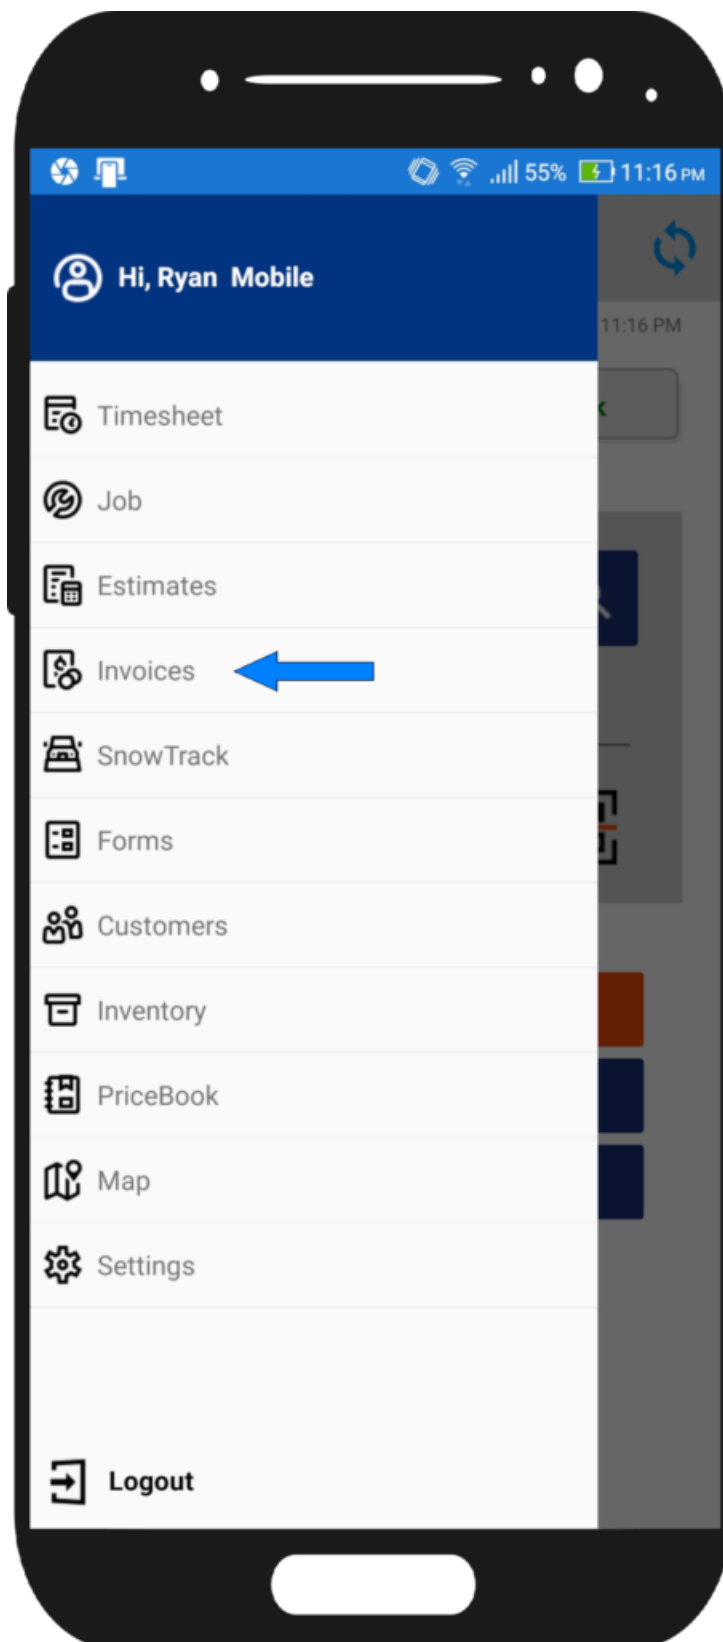 55% 11:16 PM
Hi, Ryan Mobile
11:16 PM
Timesheet
Job
Estimates
Invoices
SnowTrack
Forms
Customers
Inventory
PriceBook
Map
Settings
Logout